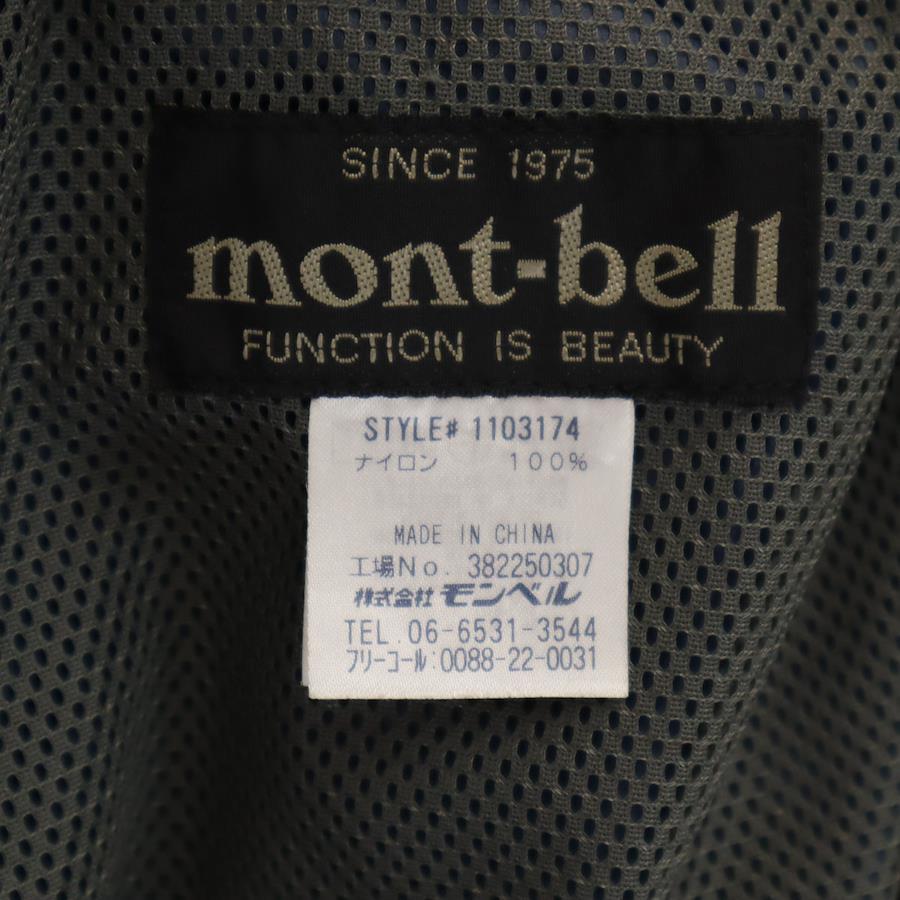 SINCE 1975
mont-bell
FUNCTION IS BEAUTY
STYLE# 1103174
ナイロン 100%
MADE IN CHINA
工場No. 382250307
株式会社 モンベル
TEL.06-6531-3544
フリーコール:0088-22-0031